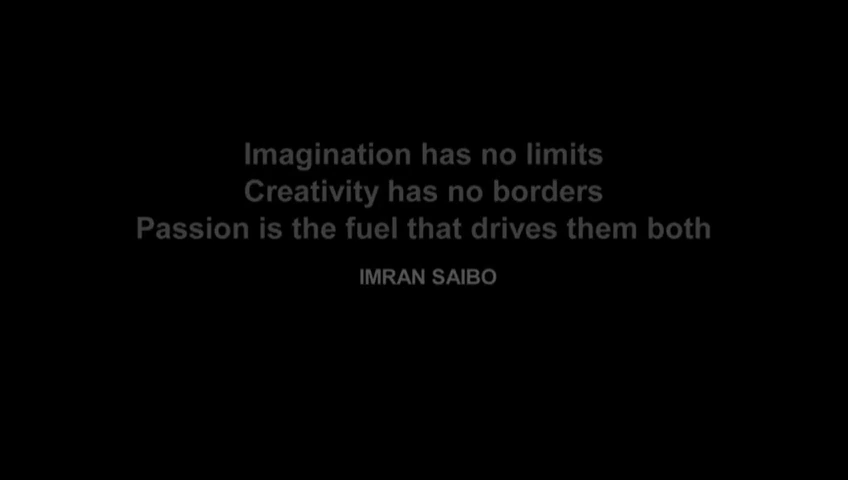 Imagination has no limits
Creativity has no borders
Passion is the fuel that drives them both
IMRAN SAIBO